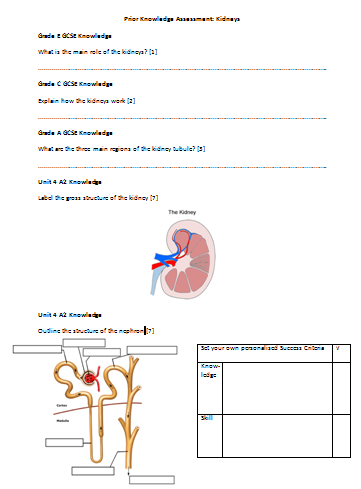 Prior Knowledge Assessment: Kidneys
Grade E GCSE Knowledge
What is the main role of the kidneys? [1]
Grade C GCSE Knowledge
Explain how the kidneys work [2]
Grade A GCSE Knowledge
What are the three main regions of the kidney tubule? [3]
Unit 4 A2 Knowledge
Label the gross structure of the kidney [7]
The Kidney
Unit 4 A2 Knowledge
Outline the structure of the nephron [7]
Set your own personalised Success Criteria
√
Know-
ledge
Skill
Cortex
Medulla